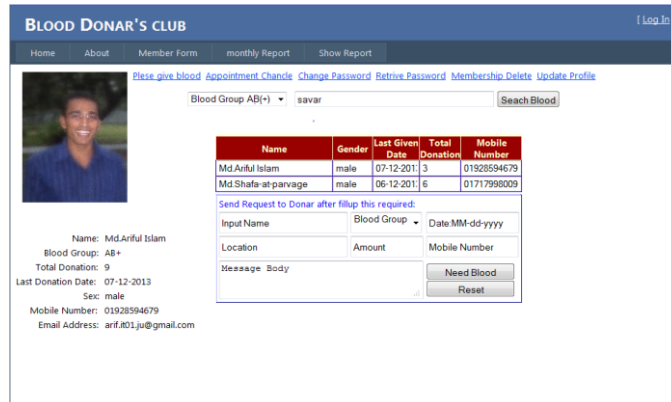 BLOOD DONAR'S CLUB
[ Log In
Home About Member Form monthly Report Show Report
Plese give blood Appointment Chancle Change Password Retrive Password Membership Delete Update Profile
Blood Group AB(+) savar Seach Blood
Name Gender Last Given Date Total Donation Mobile Number
Md.Ariful Islam male 07-12-201 3 01928594679
Md.Shafa-at-parvage male 06-12-201 6 01717998009
Send Request to Donar after fillup this required:
Input Name Blood Group Date:MM-dd-yyyy
Location Amount Mobile Number
Message Body Need Blood
Reset
Name: Md.Ariful Islam
Blood Group: AB+
Total Donation: 9
Last Donation Date: 07-12-2013
Sex: male
Mobile Number: 01928594679
Email Address: arif.it01.ju@gmail.com